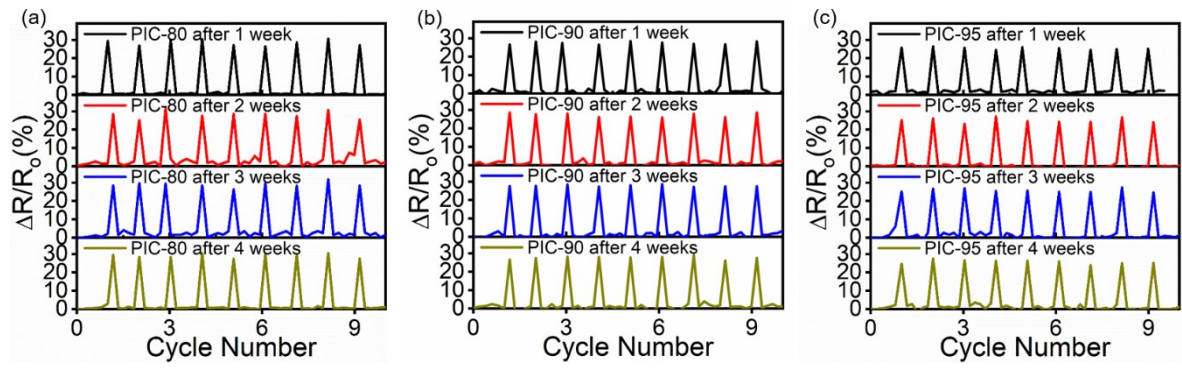 (a)
PIC-80 after 1 week
PIC-80 after 2 weeks
PIC-80 after 3 weeks
PIC-80 after 4 weeks
ΔR/Ro(%)
30
20
10
0
30
20
10
0
30
20
10
0
30
20
10
0
0 3 6 9
Cycle Number
(b)
PIC-90 after 1 week
PIC-90 after 2 weeks
PIC-90 after 3 weeks
PIC-90 after 4 weeks
ΔR/Ro(%)
30
20
10
0
30
20
10
0
30
20
10
0
30
20
10
0
0 3 6 9
Cycle Number
(c)
PIC-95 after 1 week
PIC-95 after 2 weeks
PIC-95 after 3 weeks
PIC-95 after 4 weeks
ΔR/Ro(%)
30
20
10
0
30
20
10
0
30
20
10
0
30
20
10
0
0 3 6 9
Cycle Number